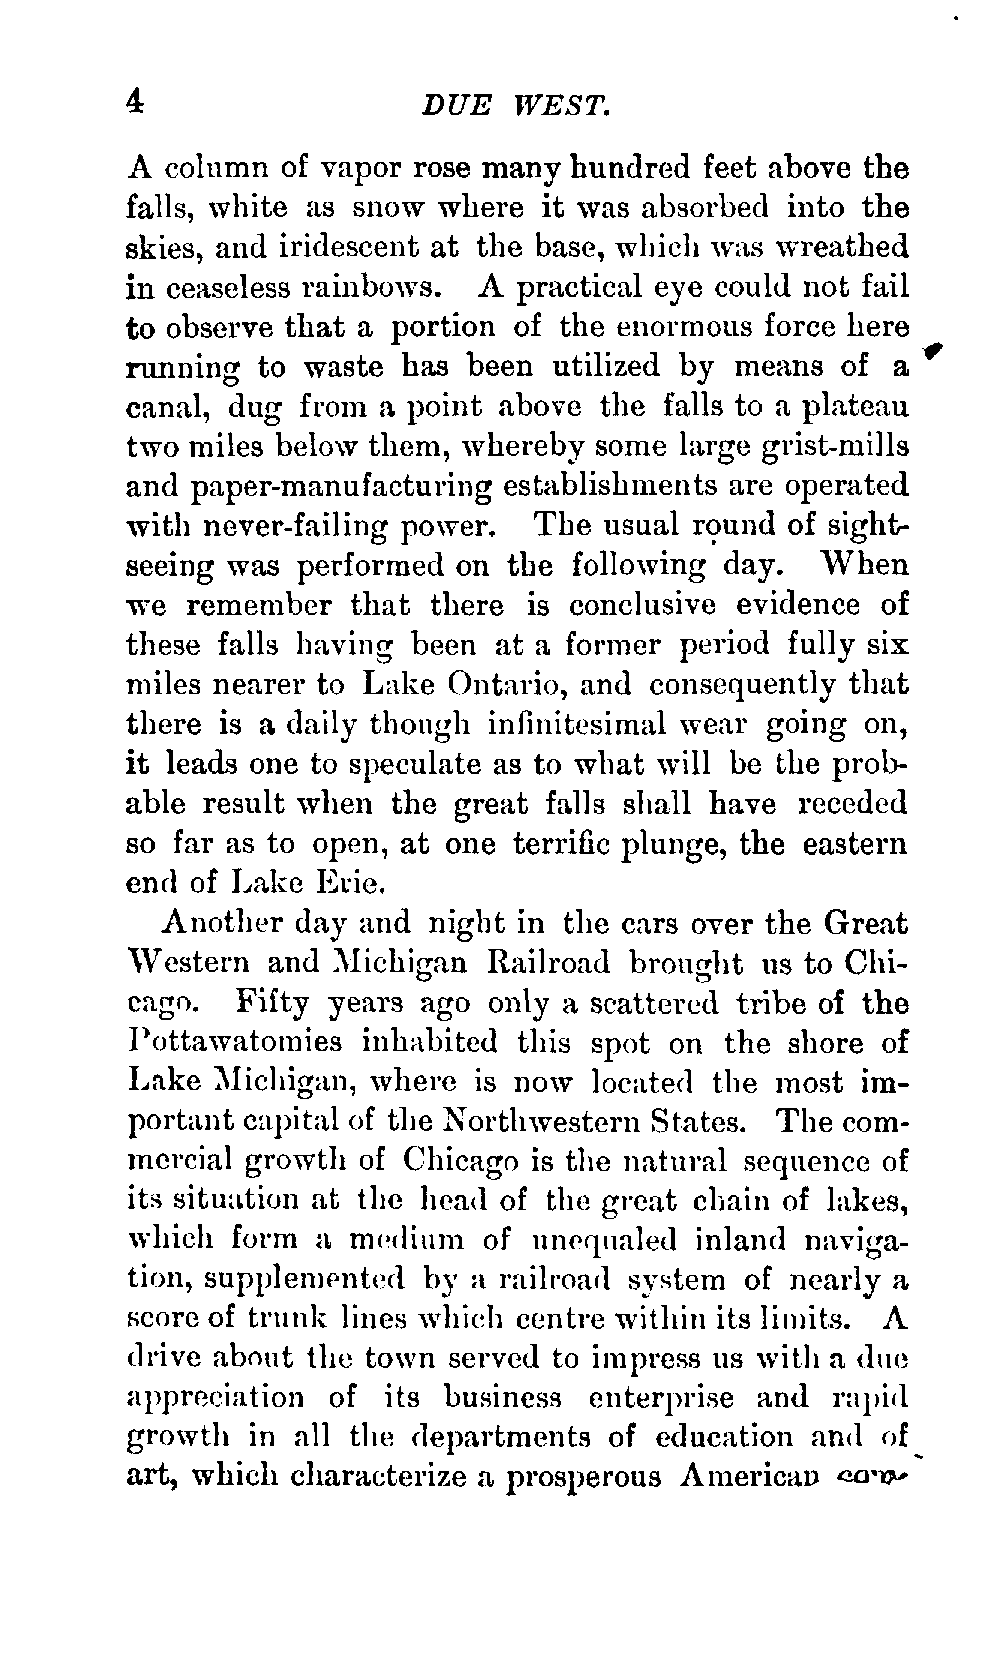 4 DUE WEST.
A column of vapor rose many hundred feet above the
falls, white as snow where it was absorbed into the
skies, and iridescent at the base, which was wreathed
in ceaseless rainbows. A practical eye could not fail
to observe that a portion of the enormous force here
running to waste has been utilized by means of a
canal, dug from a point above the falls to a plateau
two miles below them, whereby some large grist-mills
and paper-manufacturing establishments are operated
with never-failing power. The usual round of sight-
seeing was performed on the following day. When
we remember that there is conclusive evidence of
these falls having been at a former period fully six
miles nearer to Lake Ontario, and consequently that
there is a daily though infinitesimal wear going on,
it leads one to speculate as to what will be the prob-
able result when the great falls shall have receded
so far as to open, at one terrific plunge, the eastern
end of Lake Erie.
Another day and night in the cars over the Great
Western and Michigan Railroad brought us to Chi-
cago. Fifty years ago only a scattered tribe of the
Pottawatomies inhabited this spot on the shore of
Lake Michigan, where is now located the most im-
portant capital of the Northwestern States. The com-
mercial growth of Chicago is the natural sequence of
its situation at the head of the great chain of lakes,
which form a medium of unequaled inland naviga-
tion, supplemented by a railroad system of nearly a
score of trunk lines which centre within its limits. A
drive about the town served to impress us with a due
appreciation of its business enterprise and rapid
growth in all the departments of education and of
art, which characterize a prosperous American